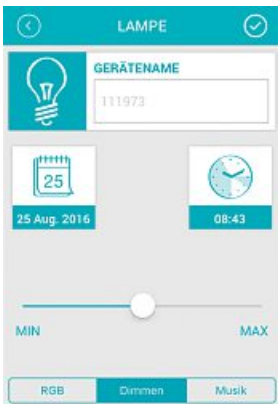 LAMPE
GERÄTENAME
111973
25
25 Aug. 2016
08:43
MIN
MAX
RGB
Dimmen
Musik